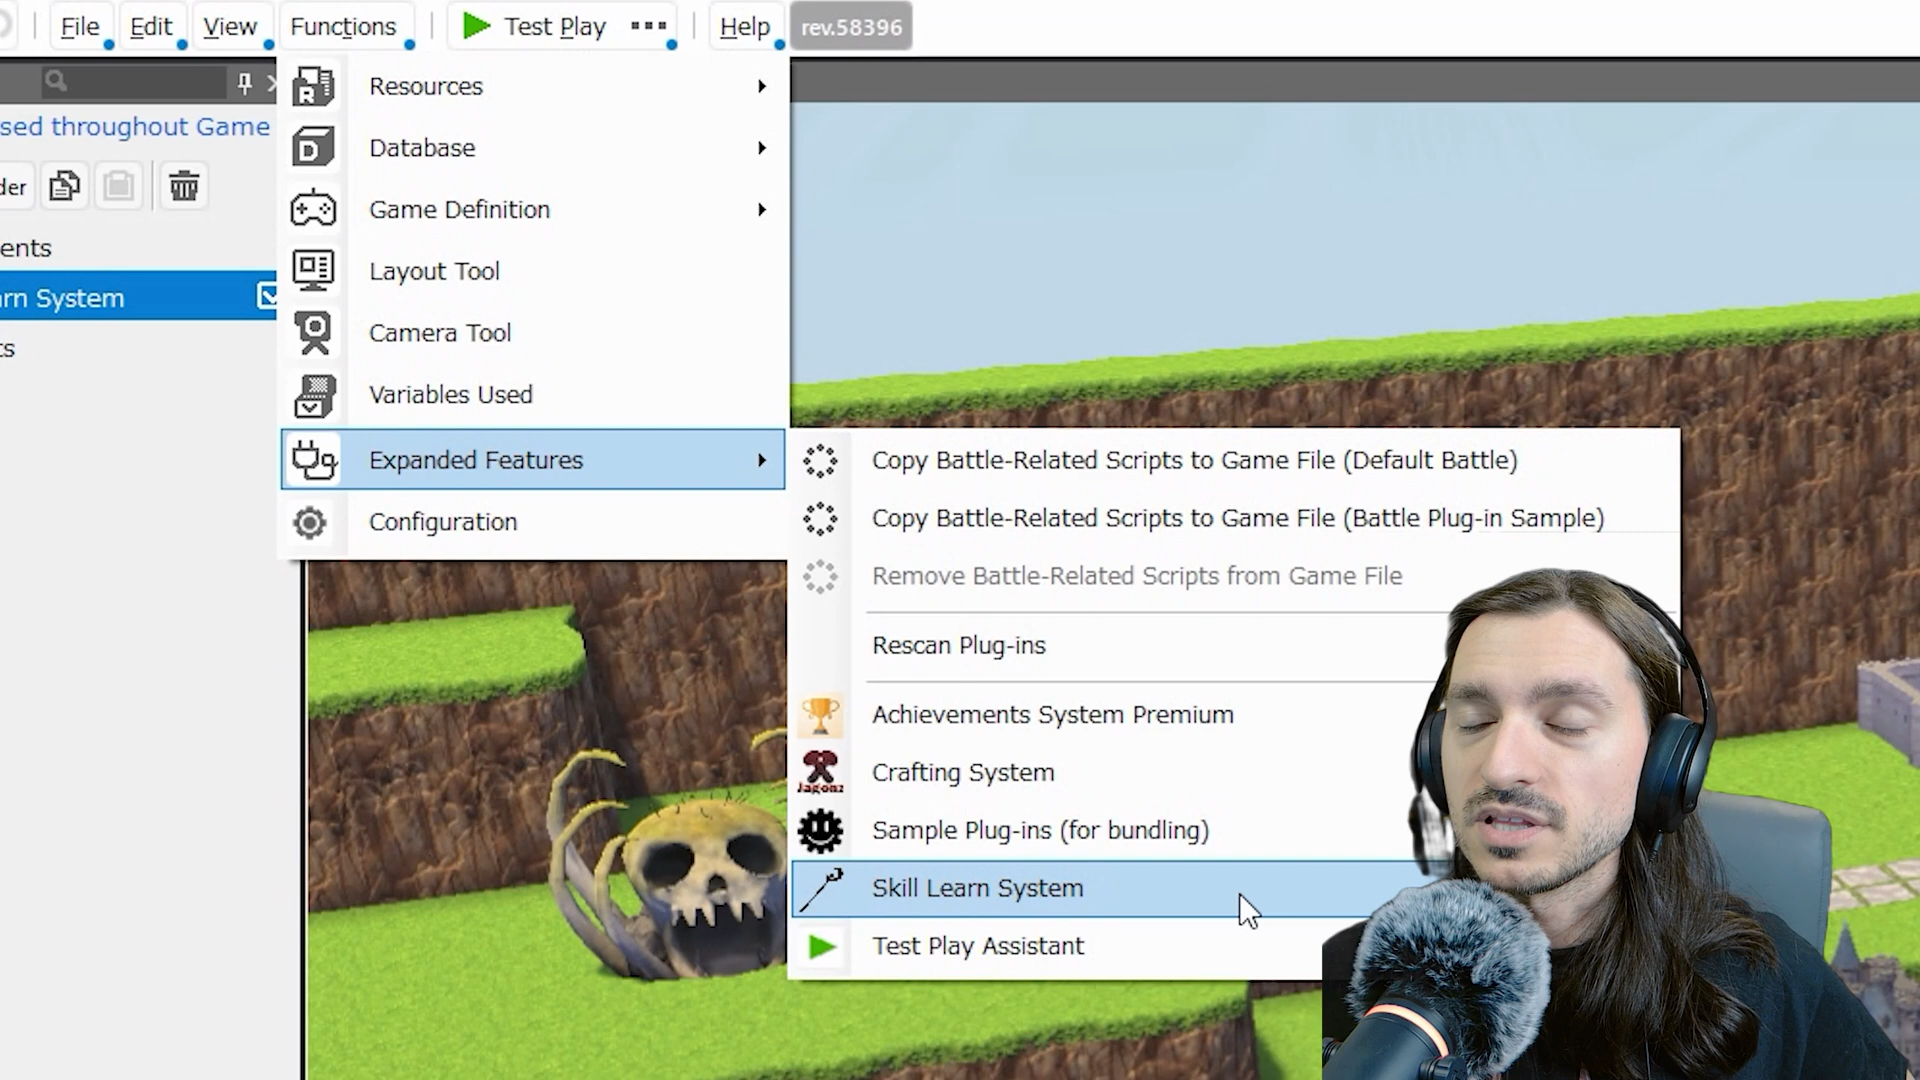 File Edit View Functions Test Play Help rev.58396
sed throughout Game
der
ents
arn System
ts
Resources
Database
Game Definition
Layout Tool
Camera Tool
Variables Used
Expanded Features
Configuration
Copy Battle-Related Scripts to Game File (Default Battle)
Copy Battle-Related Scripts to Game File (Battle Plug-in Sample)
Remove Battle-Related Scripts from Game File
Rescan Plug-ins
Achievements System Premium
Jagonz
Crafting System
Sample Plug-ins (for bundling)
Skill Learn System
Test Play Assistant